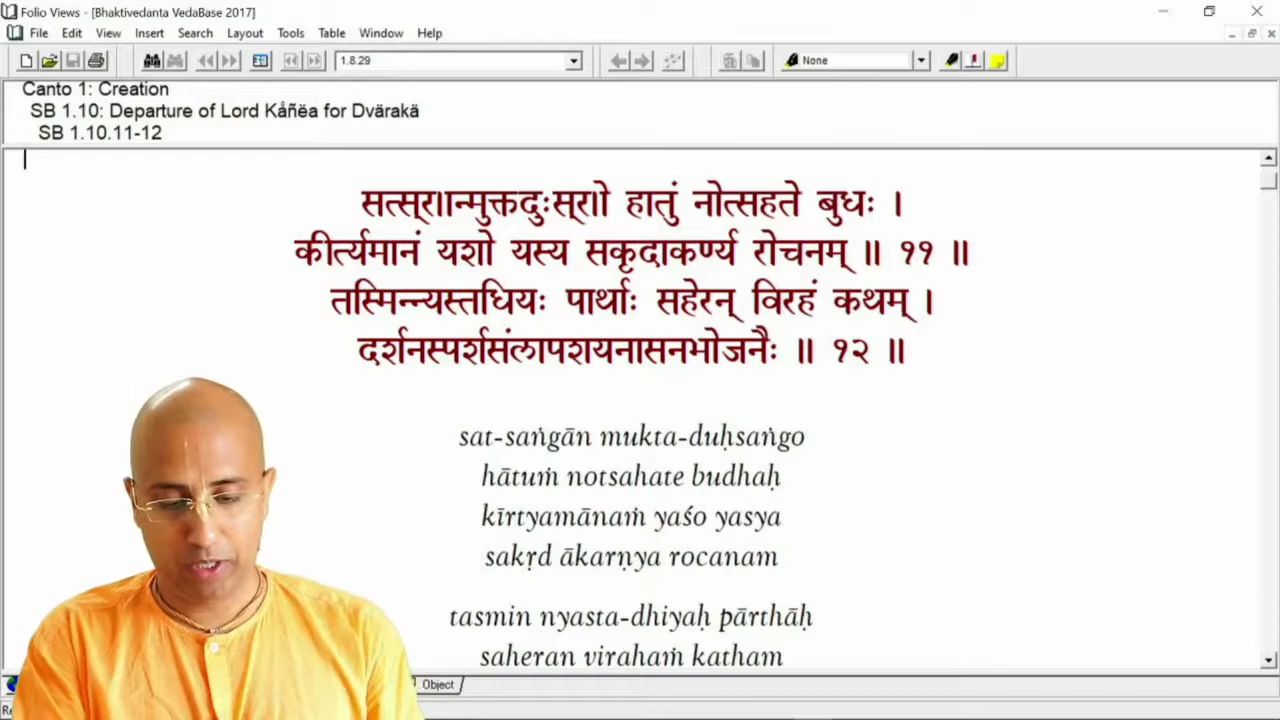 Folio Views - [Bhaktivedanta VedaBase 2017]
File Edit View Insert Search Layout Tools Table Window Help
1.8.29 None
Canto 1: Creation
SB 1.10: Departure of Lord Kåñëa for Dvärakä
SB 1.10.11-12
सत्स्रान्मुक्तदुःस्रो हातुं नोत्सहते बुधः ।
कीर्त्यमानं यशो यस्य सकृदाकर्ण्य रोचनम् ॥ ११ ॥
तस्मिन्न्यस्तधियः पार्थाः सहेरन् विरहं कथम् ।
दर्शनस्पर्शसंलापशयनासनभोजनैः ॥ १२ ॥
sat-saṅgān mukta-duḥsaṅgo
hātuṁ notsahate budhaḥ
kīrtyamānaṁ yaśo yasya
sakṛd ākarṇya rocanam
tasmin nyasta-dhiyaḥ pārthāḥ
saheran virahaṁ katham
Object